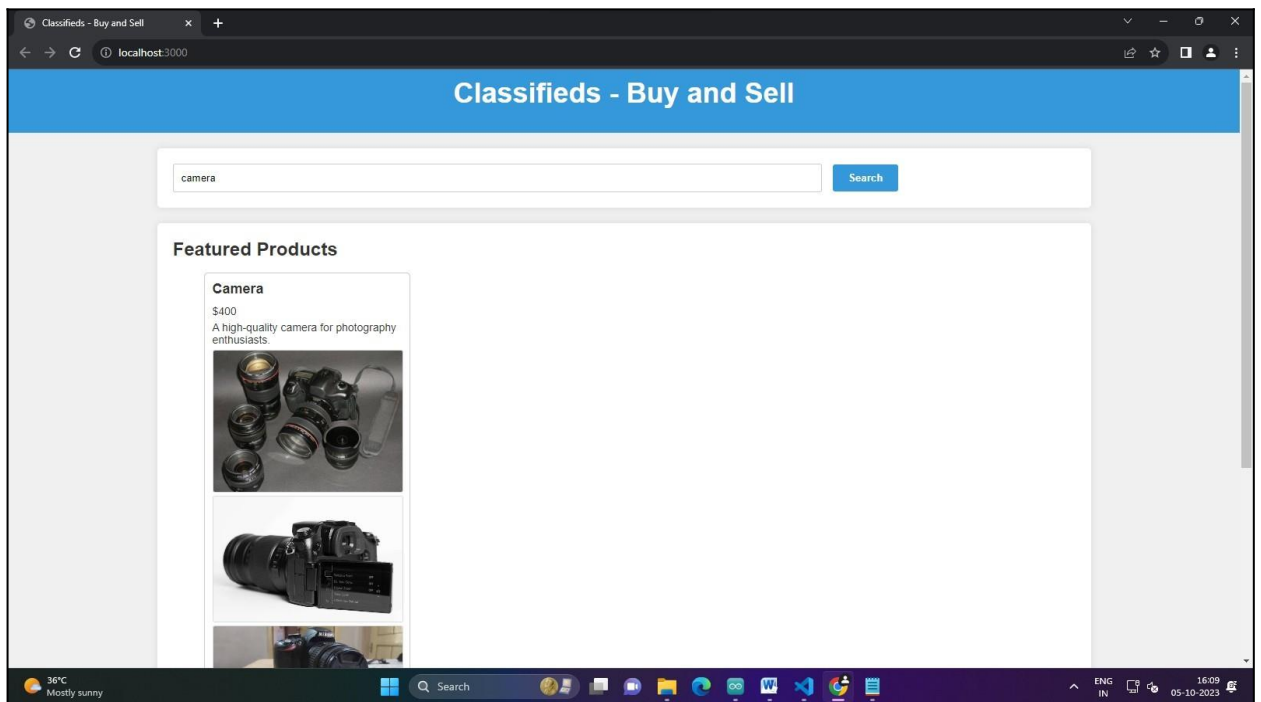 Classifieds - Buy and Sell
localhost:3000
Classifieds - Buy and Sell
camera
Search
Featured Products
Camera
$400
A high-quality camera for photography
enthusiasts.
36°C
Mostly sunny
Search
ENG
IN
16:09
05-10-2023